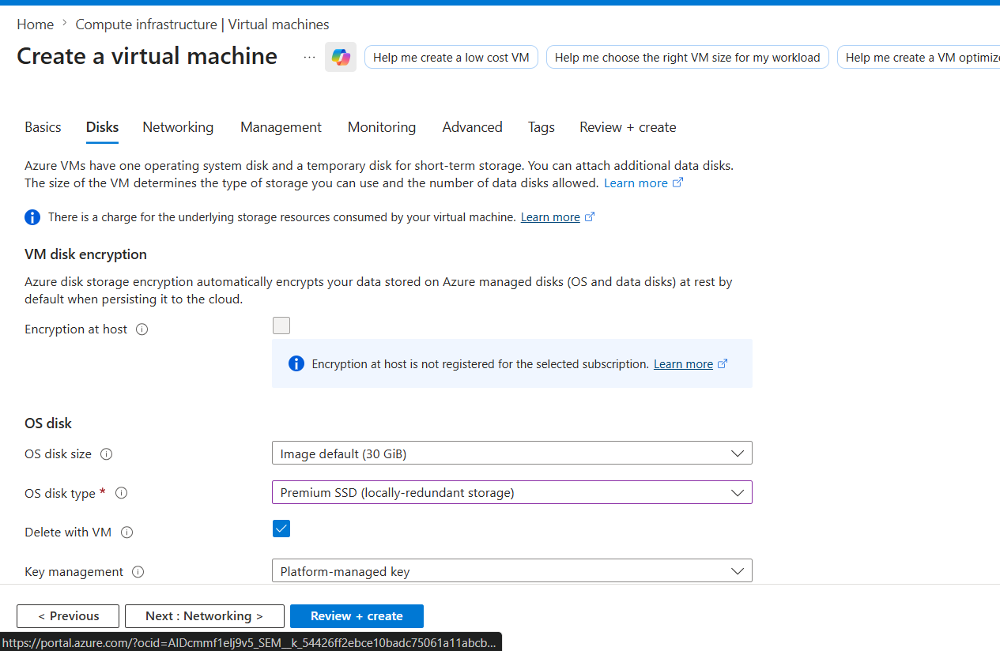 Home > Compute infrastructure | Virtual machines
Create a virtual machine ... Help me create a low cost VM Help me choose the right VM size for my workload Help me create a VM optimize
Basics Disks Networking Management Monitoring Advanced Tags Review + create
Azure VMs have one operating system disk and a temporary disk for short-term storage. You can attach additional data disks.
The size of the VM determines the type of storage you can use and the number of data disks allowed. Learn more
There is a charge for the underlying storage resources consumed by your virtual machine. Learn more
VM disk encryption
Azure disk storage encryption automatically encrypts your data stored on Azure managed disks (OS and data disks) at rest by
default when persisting it to the cloud.
Encryption at host
Encryption at host is not registered for the selected subscription. Learn more
OS disk
OS disk size Image default (30 GiB)
OS disk type * Premium SSD (locally-redundant storage)
Delete with VM
Key management Platform-managed key
< Previous Next : Networking > Review + create
https://portal.azure.com/?ocid=AIDcmmf1elj9v5_SEM__k_54426ff2ebce10badc75061a11abcb...